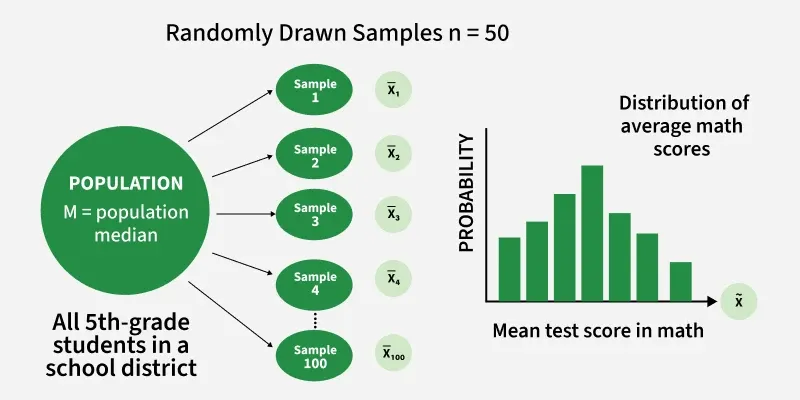 Randomly Drawn Samples n = 50
POPULATION
M = population
median
All 5th-grade
students in a
school district
Sample
1
X̅₁
Sample
2
X̅₂
Sample
3
X̅₃
Sample
4
X̅₄
Sample
100
X̅₁₀₀
Distribution of
average math
scores
PROBABILITY
x̃
Mean test score in math